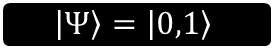 |Ψ⟩ = |0,1⟩